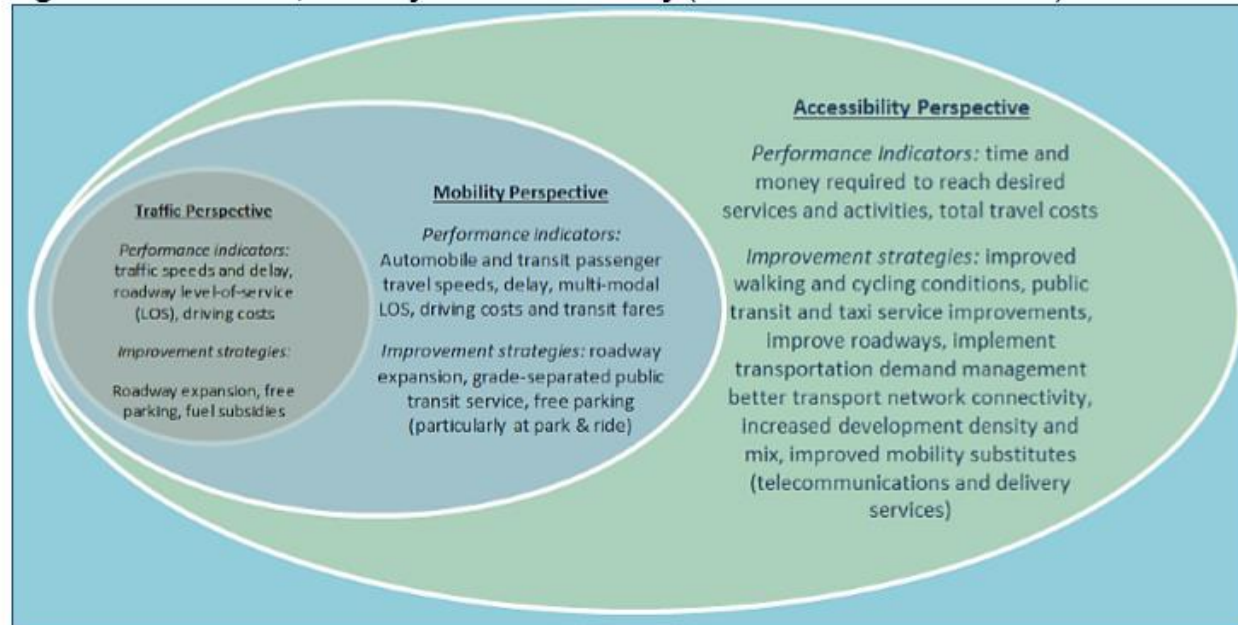 Traffic Perspective
Performance indicators:
traffic speeds and delay,
roadway level-of-service
(LOS), driving costs
Improvement strategies:
Roadway expansion, free
parking, fuel subsidies
Mobility Perspective
Performance indicators:
Automobile and transit passenger
travel speeds, delay, multi-modal
LOS, driving costs and transit fares
Improvement strategies: roadway
expansion, grade-separated public
transit service, free parking
(particularly at park & ride)
Accessibility Perspective
Performance Indicators: time and
money required to reach desired
services and activities, total travel costs
Improvement strategies: improved
walking and cycling conditions, public
transit and taxi service improvements,
improve roadways, implement
transportation demand management
better transport network connectivity,
increased development density and
mix, improved mobility substitutes
(telecommunications and delivery
services)